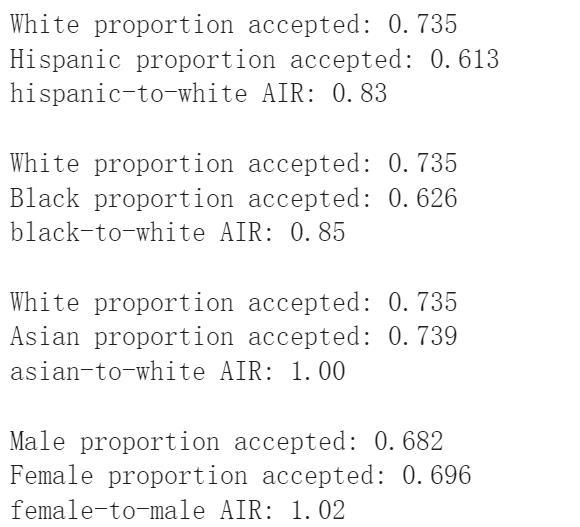 White proportion accepted: 0.735
Hispanic proportion accepted: 0.613
hispanic-to-white AIR: 0.83
White proportion accepted: 0.735
Black proportion accepted: 0.626
black-to-white AIR: 0.85
White proportion accepted: 0.735
Asian proportion accepted: 0.739
asian-to-white AIR: 1.00
Male proportion accepted: 0.682
Female proportion accepted: 0.696
female-to-male AIR: 1.02